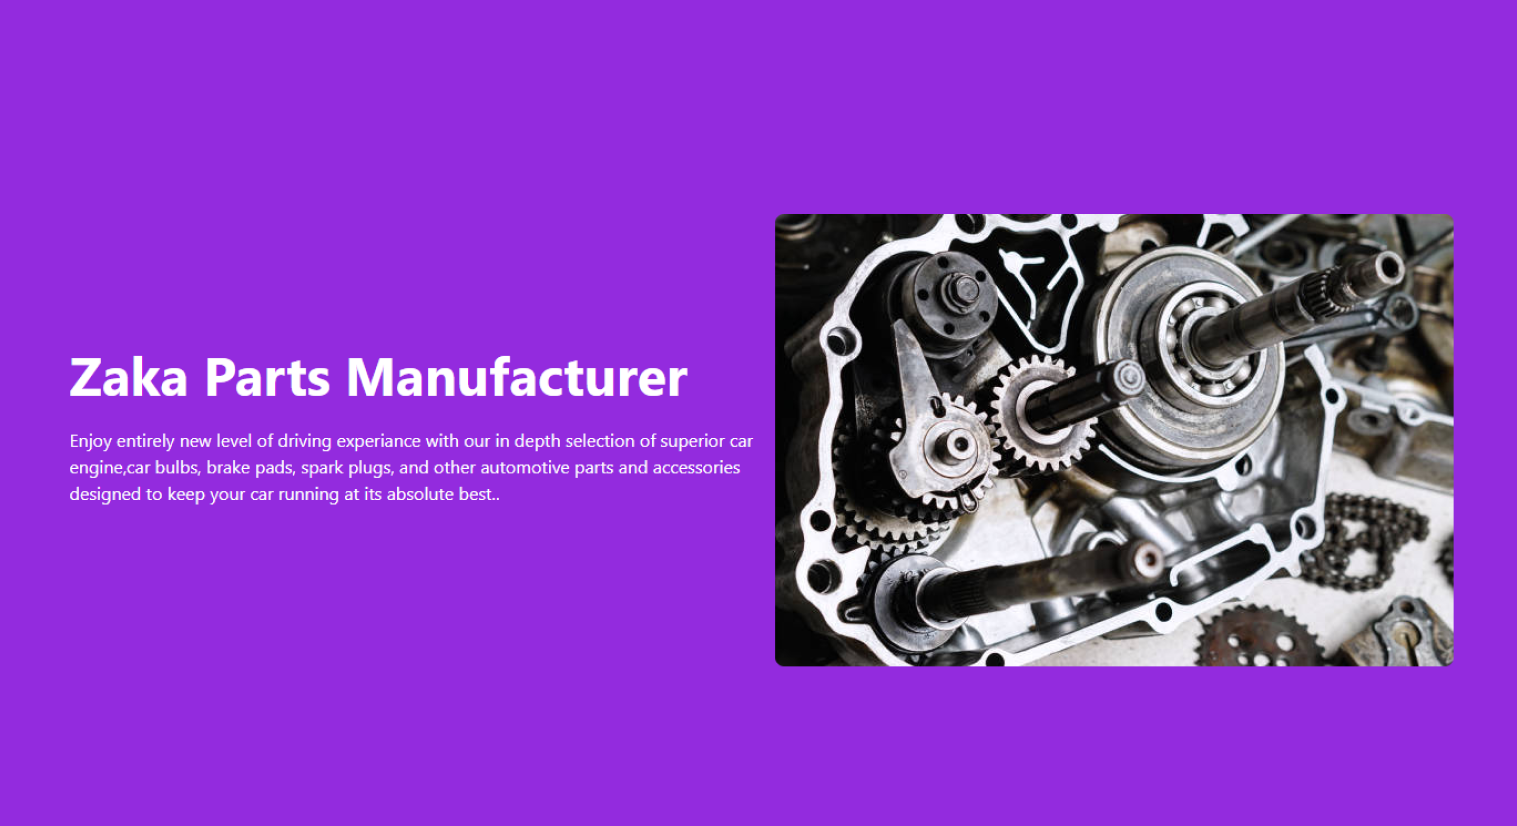 Zaka Parts Manufacturer
Enjoy entirely new level of driving experiance with our in depth selection of superior car
engine,car bulbs, brake pads, spark plugs, and other automotive parts and accessories
designed to keep your car running at its absolute best..